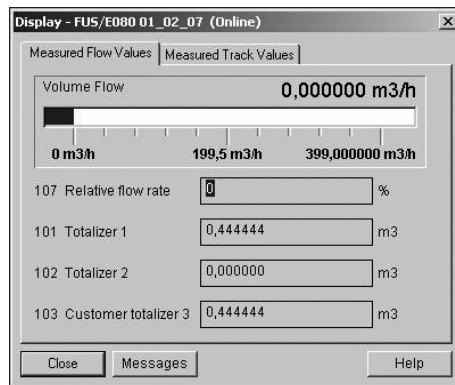 Display - FUS/E080 01_02_07 (Online)
Measured Flow Values Measured Track Values
Volume Flow 0,000000 m3/h
0 m3/h 199,5 m3/h 399,000000 m3/h
107 Relative flow rate 0 %
101 Totalizer 1 0,444444 m3
102 Totalizer 2 0,000000 m3
103 Customer totalizer 3 0,444444 m3
Close Messages Help